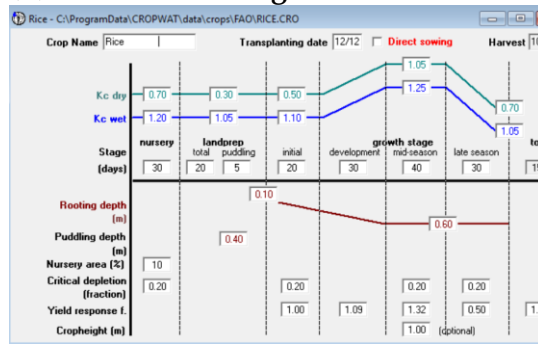 Rice - C:\ProgramData\CROPWAT\data\crops\FAO\RICE.CRO
Crop Name Rice Transplanting date 12/12 Direct sowing Harvest
1.05
Kc dry 0.70 0.30 0.50 0.70
1.25
Kc wet 1.20 1.05 1.10 1.05
nursery landprep growth stage
Stage total puddling initial development mid-season late season
(days) 30 20 5 20 30 40 30
0.10
Rooting depth 0.60
(m)
Puddling depth 0.40
(m)
Nursery area (%) 10
Critical depletion 0.20 0.20 0.20 0.20
(fraction)
Yield response f. 1.00 1.09 1.32 0.50
Cropheight (m) 1.00 (optional)